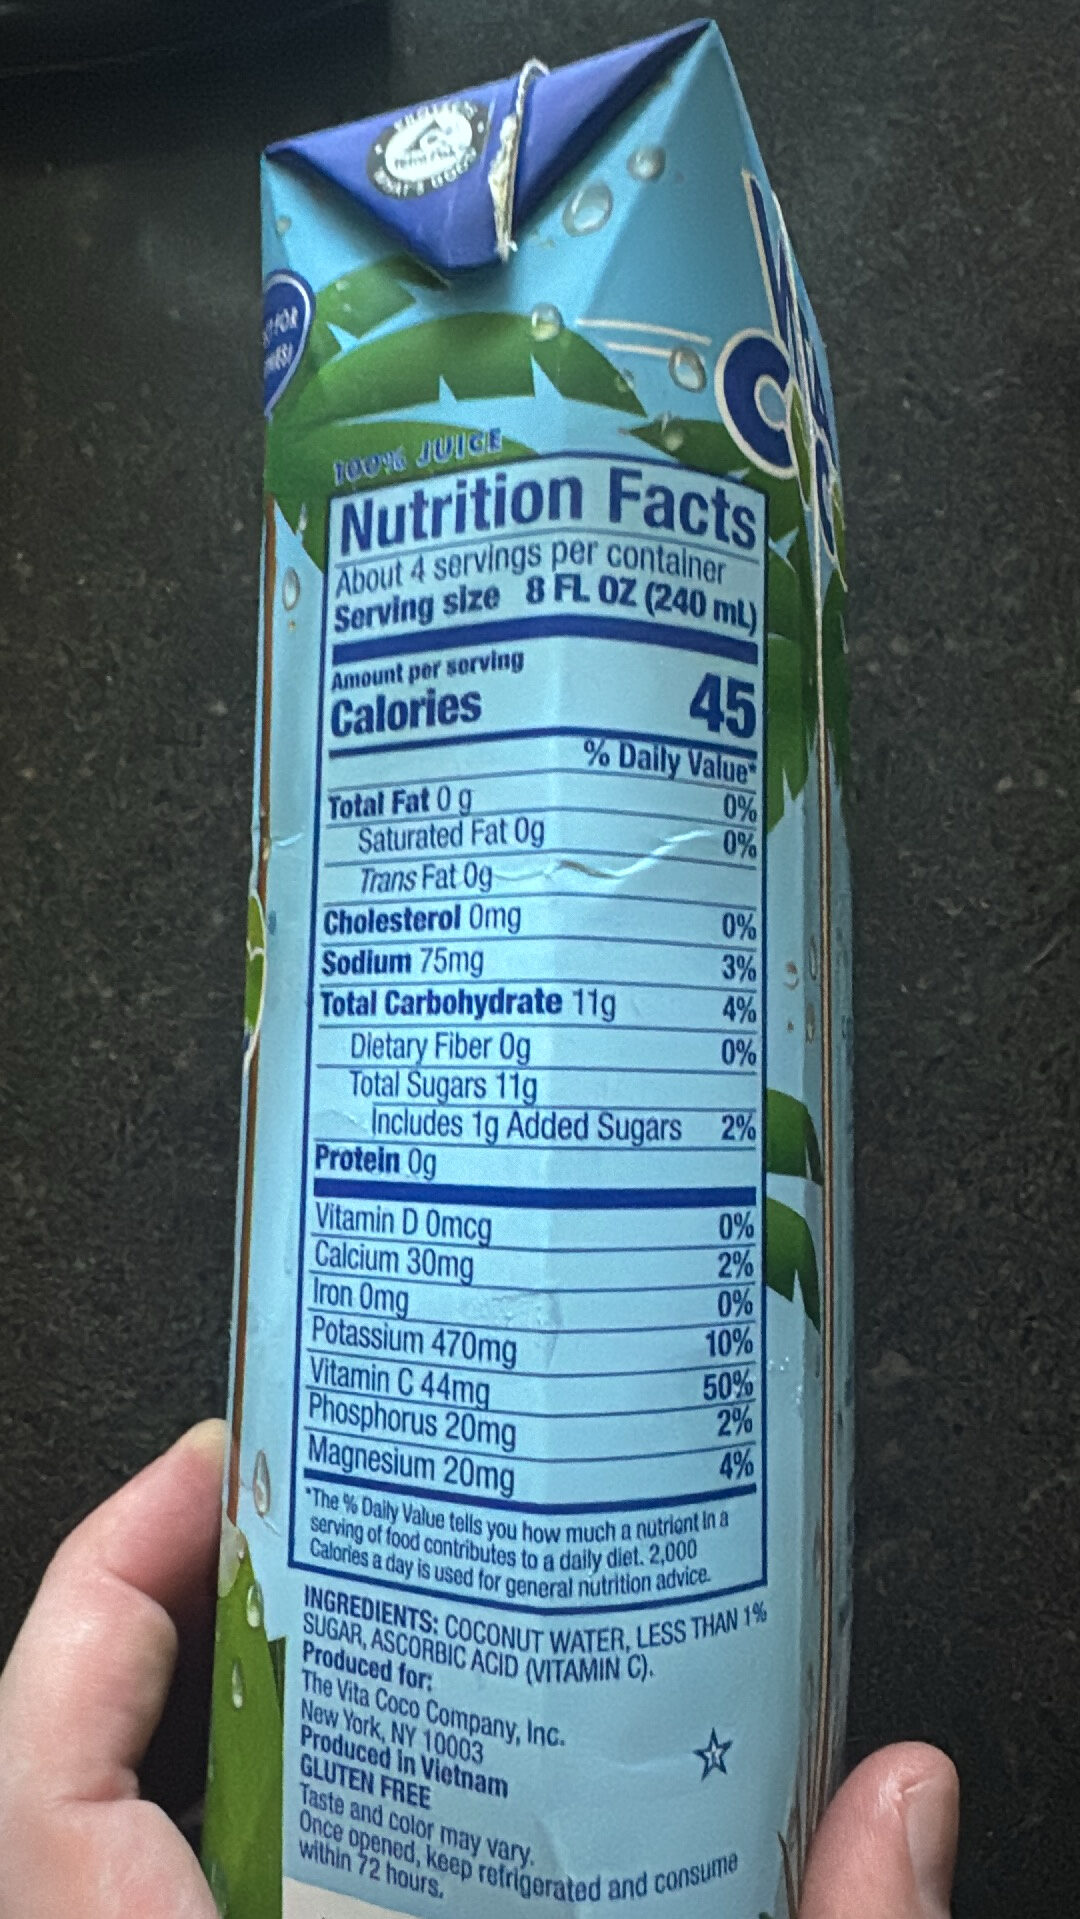 WHAT'S GOOD
100% JUICE
Nutrition Facts
About 4 servings per container
Serving size 8 FL OZ (240 mL)
Amount per serving
Calories 45
% Daily Value*
Total Fat 0 g 0%
Saturated Fat 0g 0%
Trans Fat 0g
Cholesterol 0mg 0%
Sodium 75mg 3%
Total Carbohydrate 11g 4%
Dietary Fiber 0g 0%
Total Sugars 11g
Includes 1g Added Sugars 2%
Protein 0g
Vitamin D 0mcg 0%
Calcium 30mg 2%
Iron 0mg 0%
Potassium 470mg 10%
Vitamin C 44mg 50%
Phosphorus 20mg 2%
Magnesium 20mg 4%
*The % Daily Value tells you how much a nutrient in a
serving of food contributes to a daily diet. 2,000
Calories a day is used for general nutrition advice.
INGREDIENTS: COCONUT WATER, LESS THAN 1%
SUGAR, ASCORBIC ACID (VITAMIN C).
Produced for:
The Vita Coco Company, Inc.
New York, NY 10003
Produced in Vietnam
GLUTEN FREE
Taste and color may vary.
Once opened, keep refrigerated and consume
within 72 hours.
K